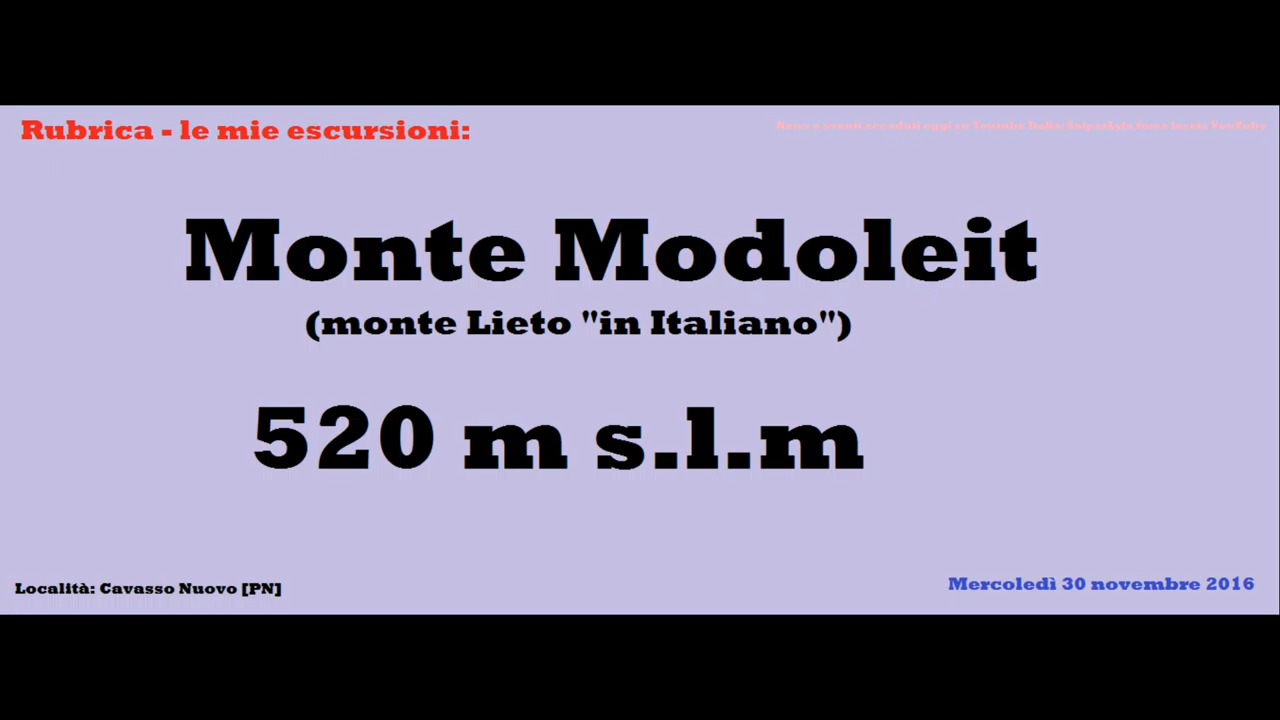 Rubrica - le mie escursioni:
Monte Modoleit
(monte Lieto "in Italiano")
520 m s.l.m
Località: Cavasso Nuovo [PN]
Mercoledì 30 novembre 2016